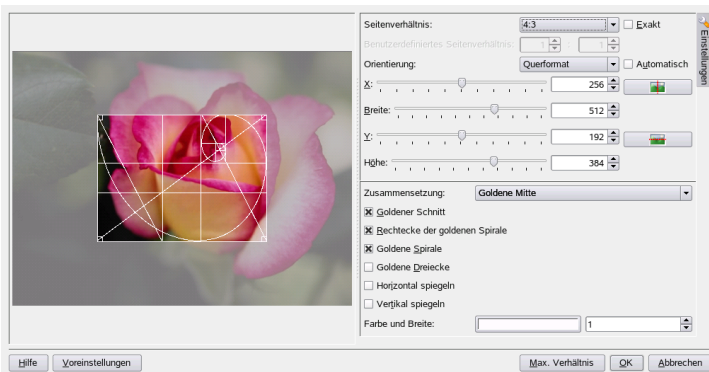 Seitenverhältnis: 4:3 Exakt
Benutzerdefiniertes Seitenverhältnis: 1 : 1
Orientierung: Querformat Automatisch
X: 256
Breite: 512
Y: 192
Höhe: 384
Zusammensetzung: Goldene Mitte
Goldener Schnitt
Rechtecke der goldenen Spirale
Goldene Spirale
Goldene Dreiecke
Horizontal spiegeln
Vertikal spiegeln
Farbe und Breite: 1
Einstellungen
Hilfe Voreinstellungen Max. Verhältnis OK Abbrechen